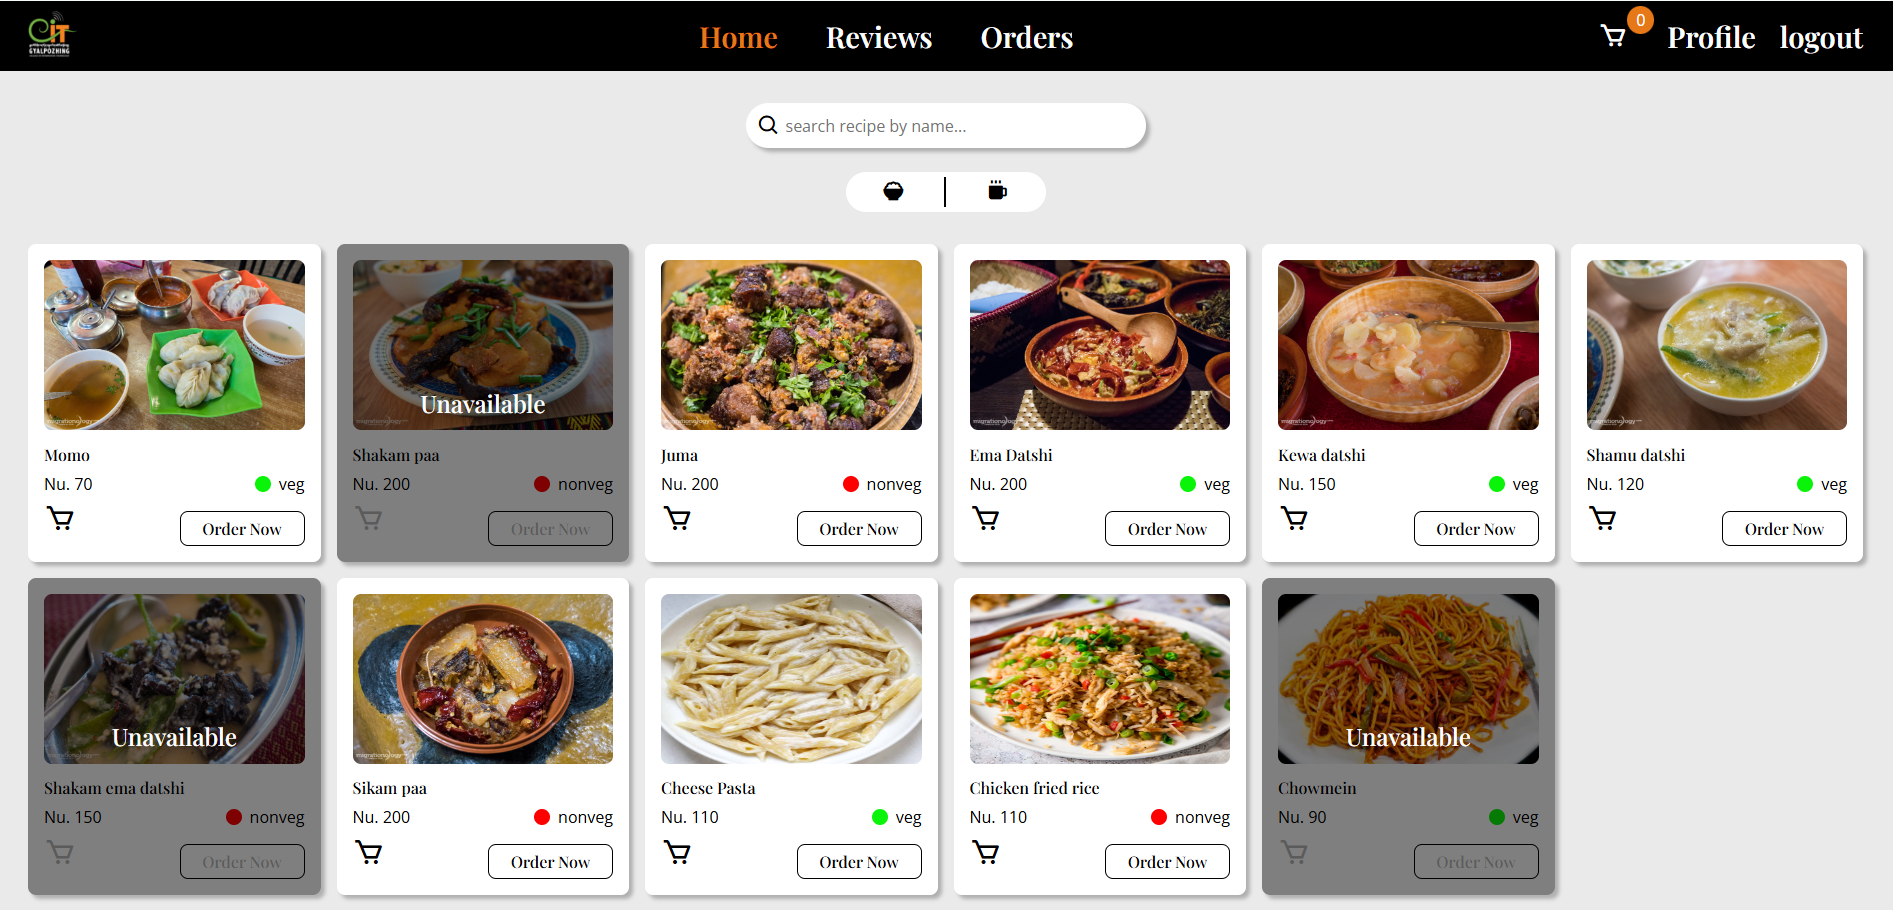 CiT
GYALPOZHING
Home
Reviews
Orders
0
Profile
logout
search recipe by name...
Momo
Nu. 70
veg
Order Now
Unavailable
Shakam paa
Nu. 200
nonveg
Order Now
Juma
Nu. 200
nonveg
Order Now
Ema Datshi
Nu. 200
veg
Order Now
Kewa datshi
Nu. 150
veg
Order Now
Shamu datshi
Nu. 120
veg
Order Now
Unavailable
Shakam ema datshi
Nu. 150
nonveg
Order Now
Sikam paa
Nu. 200
nonveg
Order Now
Cheese Pasta
Nu. 110
veg
Order Now
Chicken fried rice
Nu. 110
nonveg
Order Now
Unavailable
Chowmein
Nu. 90
veg
Order Now